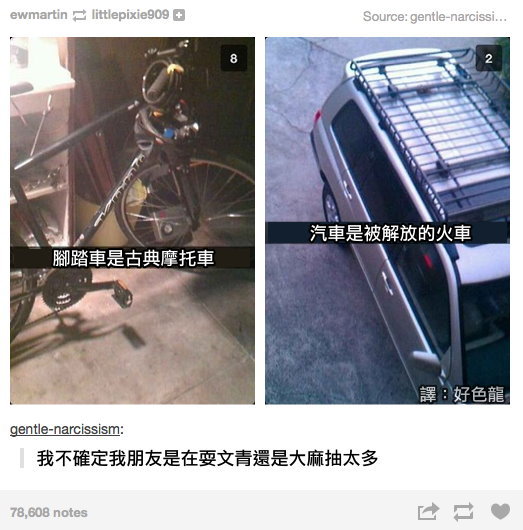 ewmartin littlepixie909
Source: gentle-narcissi...
8
腳踏車是古典摩托車
2
汽車是被解放的火車
譯：好色龍
gentle-narcissism:
我不確定我朋友是在耍文青還是大麻抽太多
78,608 notes